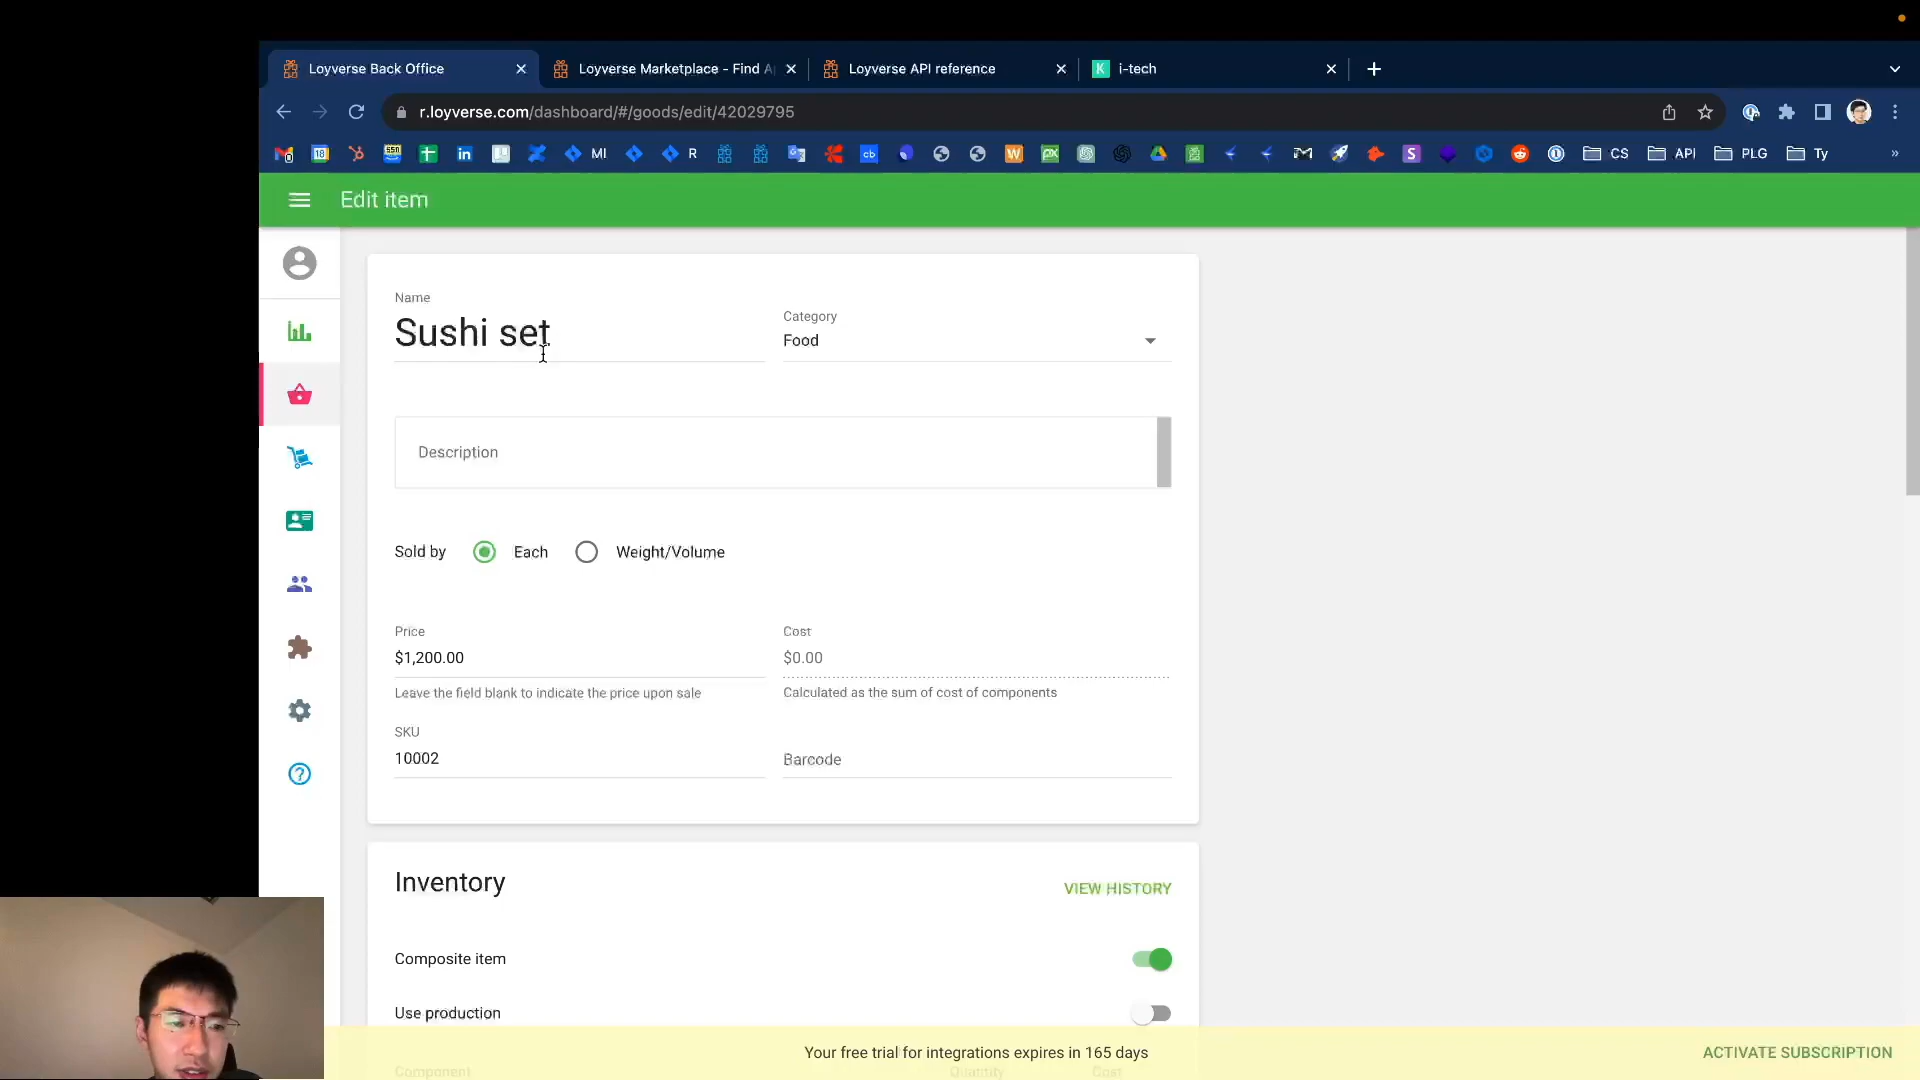 Loyverse Back Office
Loyverse Marketplace - Find A
Loyverse API reference
K i-tech
r.loyverse.com/dashboard/#/goods/edit/42029795
MI
R
CS
API
PLG
Ty
Edit item
Name
Sushi set
Category
Food
Description
Sold by
Each
Weight/Volume
Price
$1,200.00
Leave the field blank to indicate the price upon sale
Cost
$0.00
Calculated as the sum of cost of components
SKU
10002
Barcode
Inventory
VIEW HISTORY
Composite item
Use production
Your free trial for integrations expires in 165 days
ACTIVATE SUBSCRIPTION
Component
Quantity
Cost